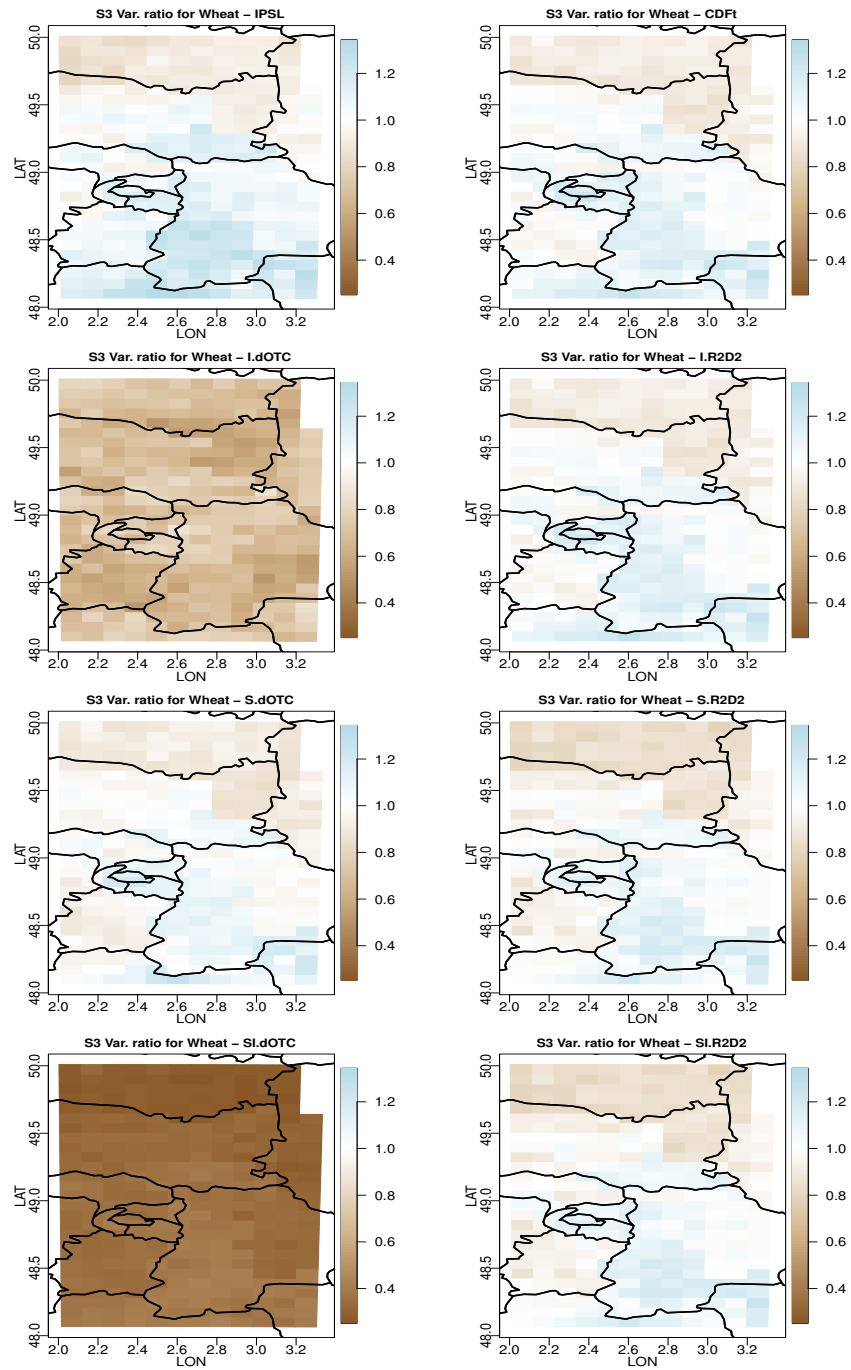 S3 Var. ratio for Wheat − IPSL
50.0
49.5
49.0
48.5
48.0
LAT
2.0 2.2 2.4 2.6 2.8 3.0 3.2
LON
1.2
1.0
0.8
0.6
0.4
S3 Var. ratio for Wheat − CDFt
50.0
49.5
49.0
48.5
48.0
LAT
2.0 2.2 2.4 2.6 2.8 3.0 3.2
LON
1.2
1.0
0.8
0.6
0.4
S3 Var. ratio for Wheat − I.dOTC
50.0
49.5
49.0
48.5
48.0
LAT
2.0 2.2 2.4 2.6 2.8 3.0 3.2
LON
1.2
1.0
0.8
0.6
0.4
S3 Var. ratio for Wheat − I.R2D2
50.0
49.5
49.0
48.5
48.0
LAT
2.0 2.2 2.4 2.6 2.8 3.0 3.2
LON
1.2
1.0
0.8
0.6
0.4
S3 Var. ratio for Wheat − S.dOTC
50.0
49.5
49.0
48.5
48.0
LAT
2.0 2.2 2.4 2.6 2.8 3.0 3.2
LON
1.2
1.0
0.8
0.6
0.4
S3 Var. ratio for Wheat − S.R2D2
50.0
49.5
49.0
48.5
48.0
LAT
2.0 2.2 2.4 2.6 2.8 3.0 3.2
LON
1.2
1.0
0.8
0.6
0.4
S3 Var. ratio for Wheat − SI.dOTC
50.0
49.5
49.0
48.5
48.0
LAT
2.0 2.2 2.4 2.6 2.8 3.0 3.2
LON
1.2
1.0
0.8
0.6
0.4
S3 Var. ratio for Wheat − SI.R2D2
50.0
49.5
49.0
48.5
48.0
LAT
2.0 2.2 2.4 2.6 2.8 3.0 3.2
LON
1.2
1.0
0.8
0.6
0.4